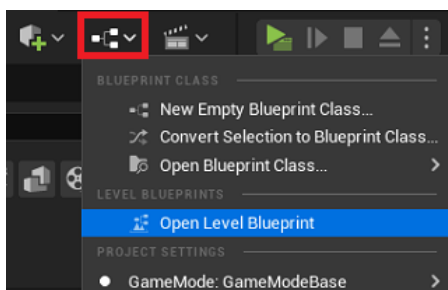 BLUEPRINT CLASS
New Empty Blueprint Class...
Convert Selection to Blueprint Class...
Open Blueprint Class...
LEVEL BLUEPRINTS
Open Level Blueprint
PROJECT SETTINGS
GameMode: GameModeBase